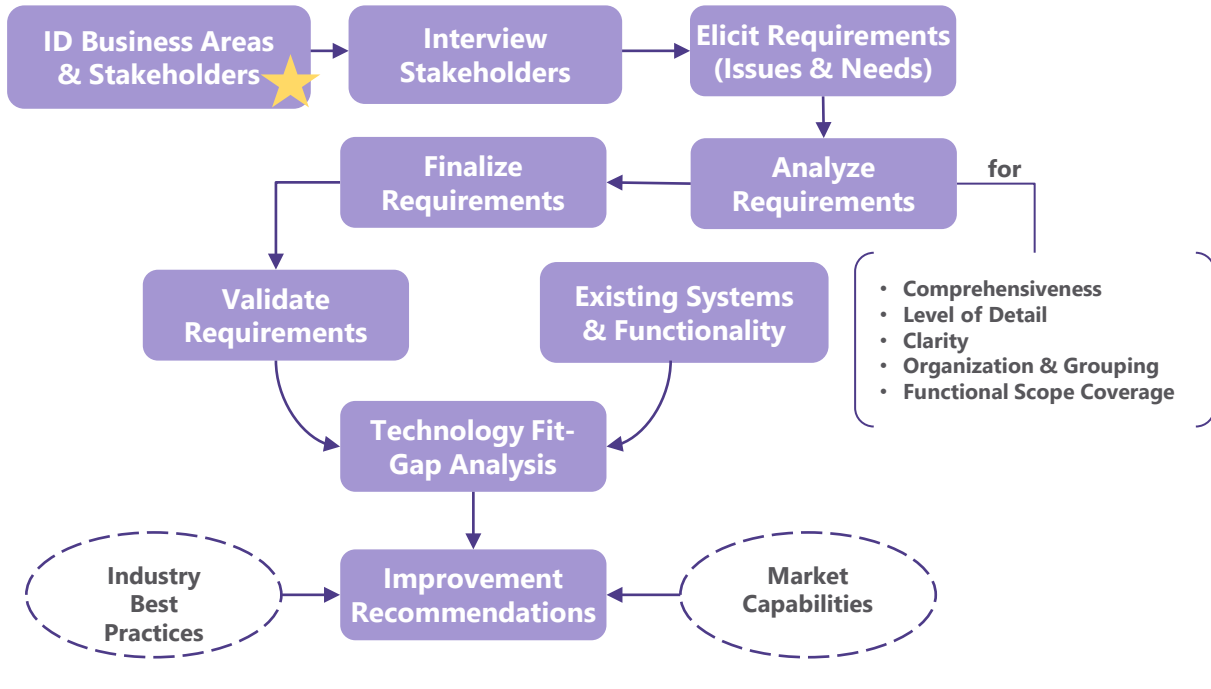 ID Business Areas
& Stakeholders
Interview
Stakeholders
Elicit Requirements
(Issues & Needs)
Finalize
Requirements
Analyze
Requirements
for
Validate
Requirements
Existing Systems
& Functionality
• Comprehensiveness
• Level of Detail
• Clarity
• Organization & Grouping
• Functional Scope Coverage
Technology Fit-
Gap Analysis
Industry
Best
Practices
Improvement
Recommendations
Market
Capabilities